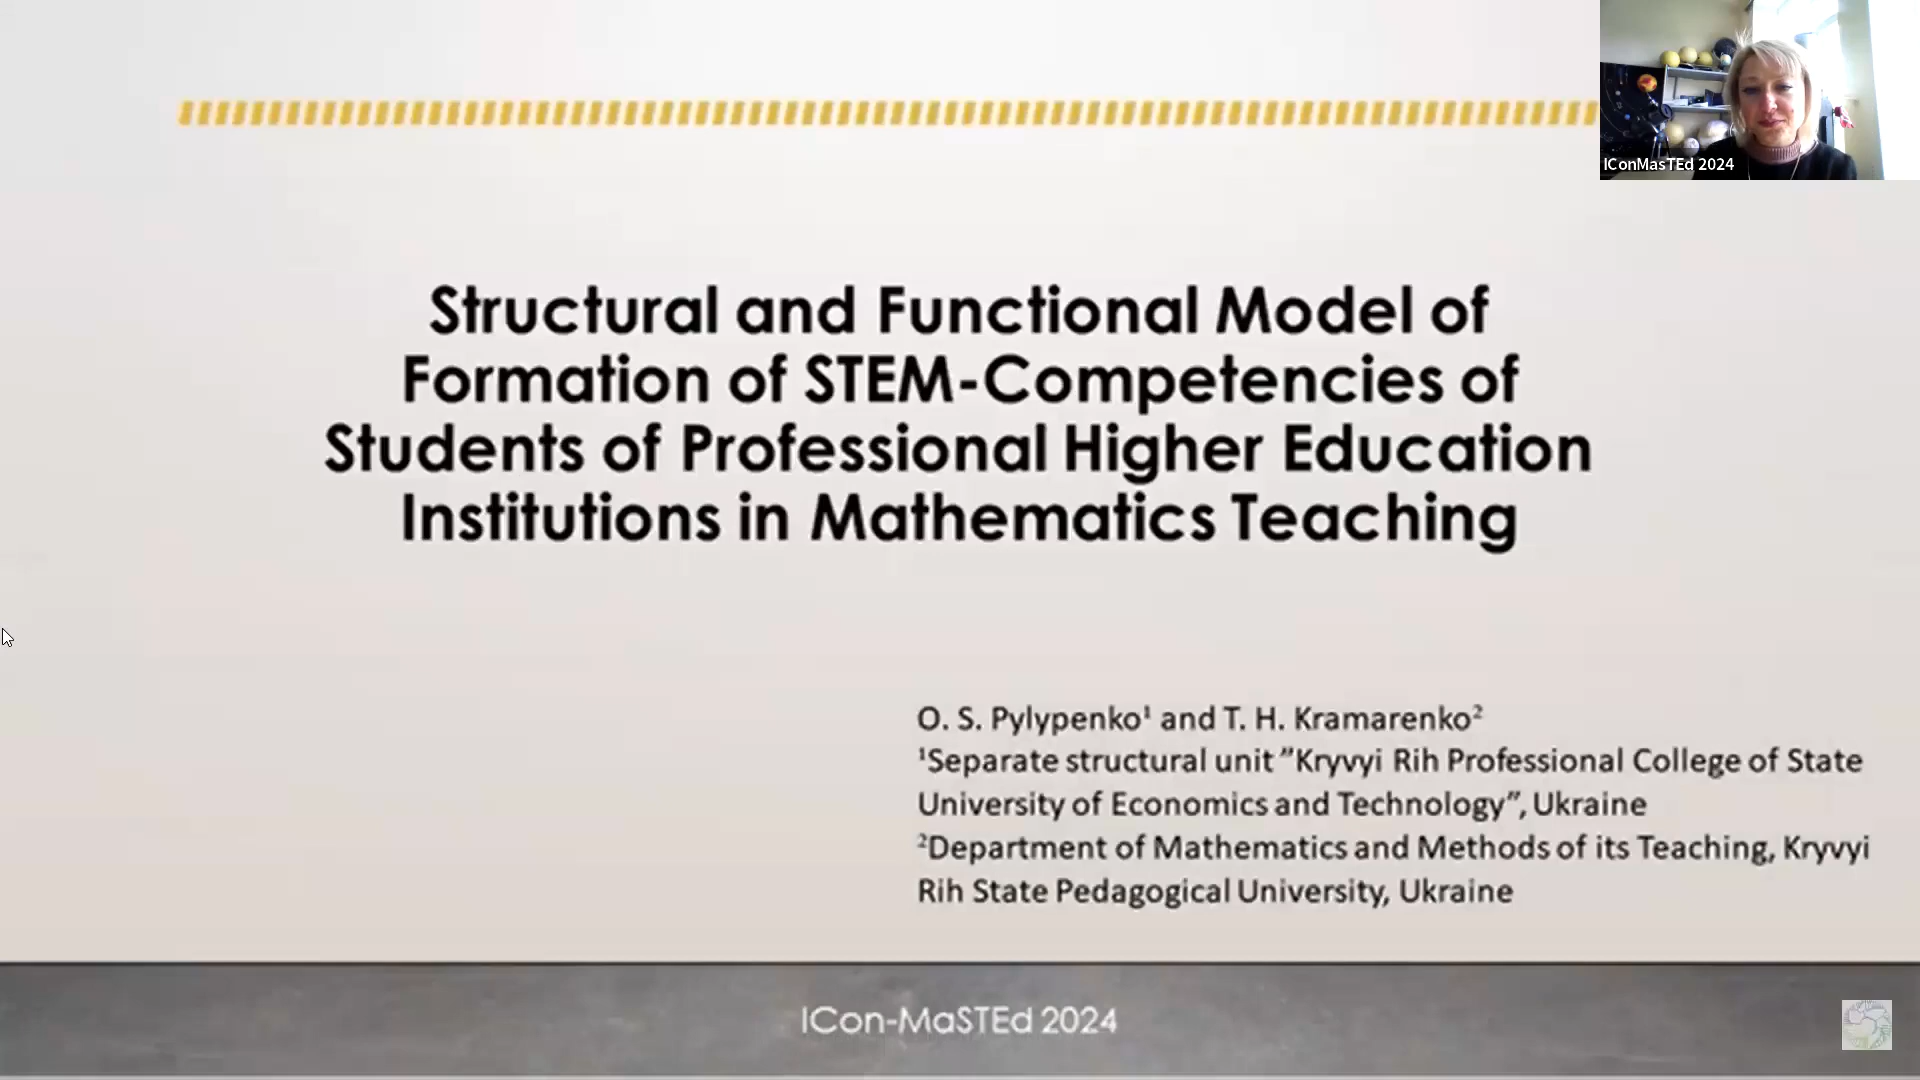 IConMasTEd 2024
Structural and Functional Model of
Formation of STEM-Competencies of
Students of Professional Higher Education
Institutions in Mathematics Teaching
O. S. Pylypenko¹ and T. H. Kramarenko²
¹Separate structural unit ”Kryvyi Rih Professional College of State
University of Economics and Technology”, Ukraine
²Department of Mathematics and Methods of its Teaching, Kryvyi
Rih State Pedagogical University, Ukraine
ICon-MaSTEd 2024